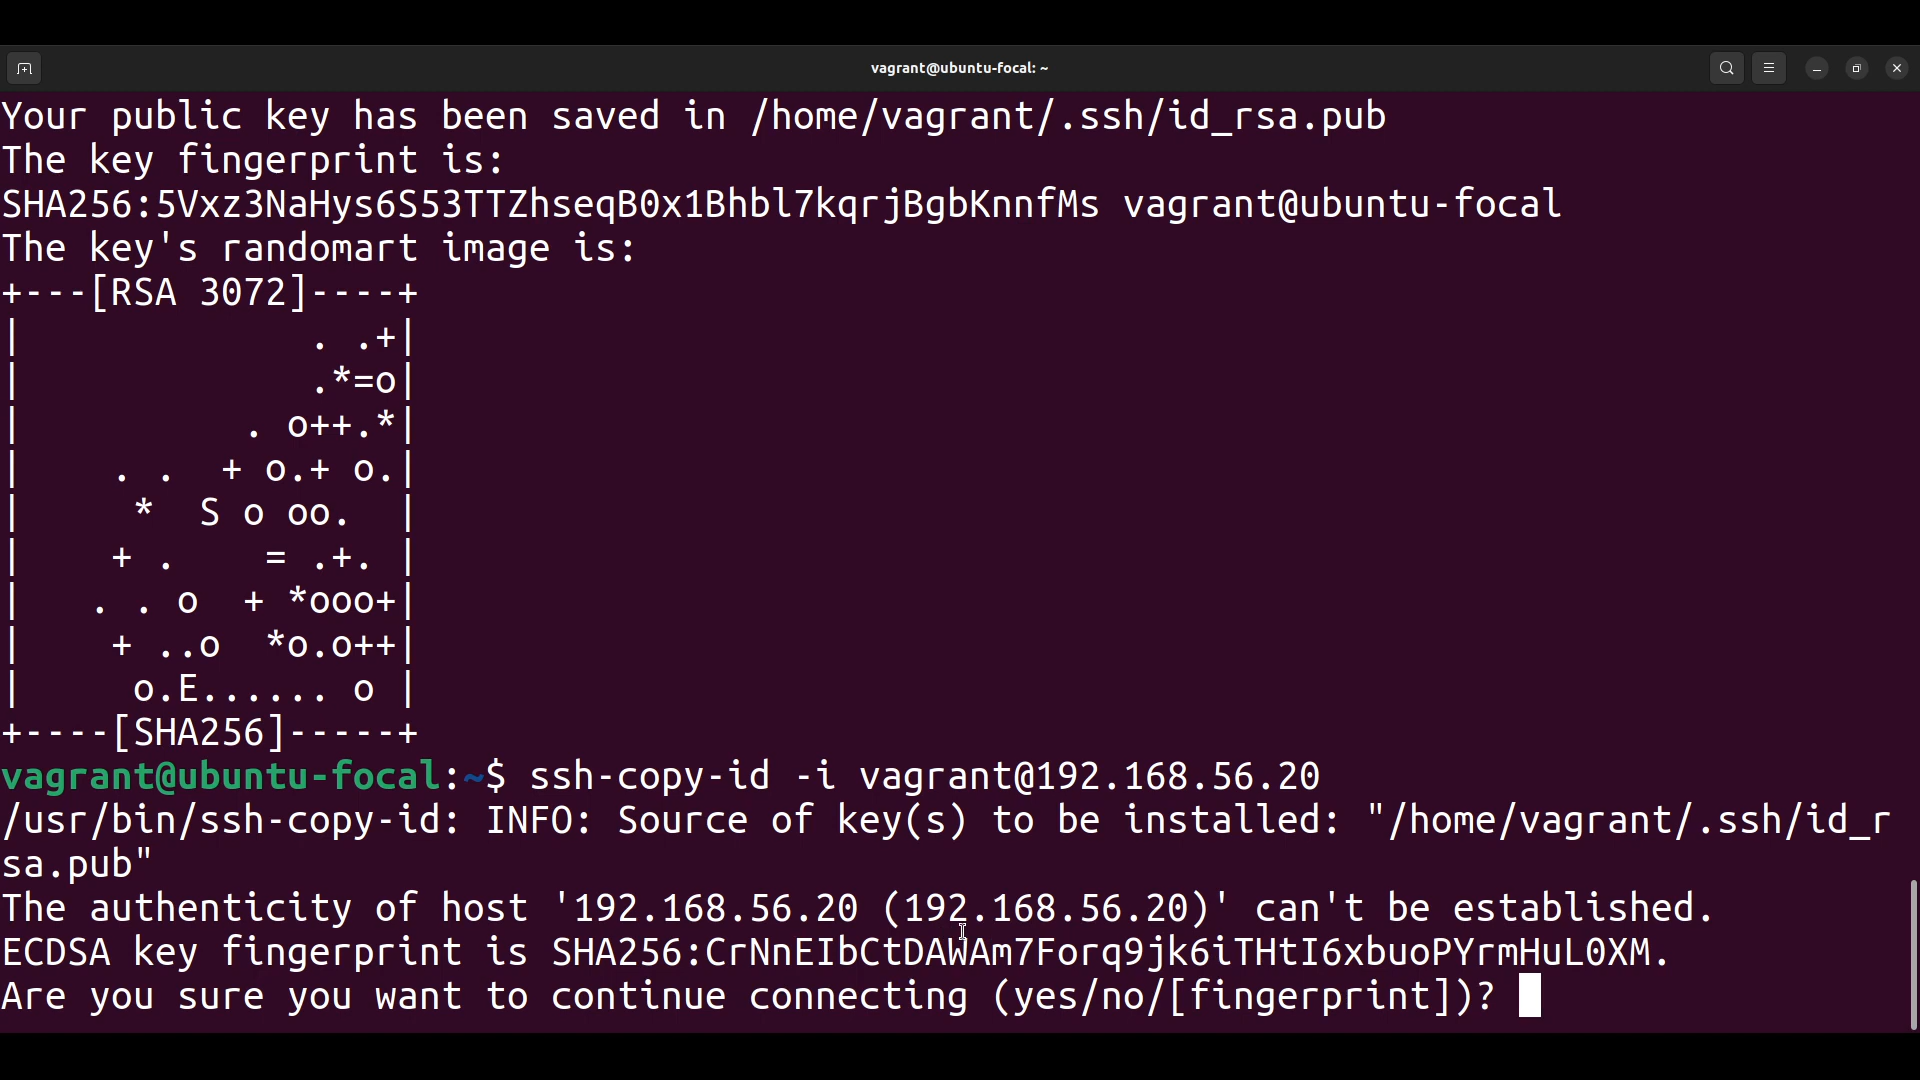 vagrant@ubuntu-focal: ~
Your public key has been saved in /home/vagrant/.ssh/id_rsa.pub
The key fingerprint is:
SHA256:5Vxz3NaHys6S53TTZhseqB0x1Bhbl7kqrjBgbKnnfMs vagrant@ubuntu-focal
The key's randomart image is:
+---[RSA 3072]----+
|             . .+|
|             .*=o|
|          . o++.*|
|    . .  + o.+ o.|
|     *  S o oo.  |
|    + .    = .+. |
|   . . o  + *ooo+|
|    + ..o  *o.o++|
|     o.E...... o |
+----[SHA256]-----+
vagrant@ubuntu-focal:~$ ssh-copy-id -i vagrant@192.168.56.20
/usr/bin/ssh-copy-id: INFO: Source of key(s) to be installed: "/home/vagrant/.ssh/id_r
sa.pub"
The authenticity of host '192.168.56.20 (192.168.56.20)' can't be established.
ECDSA key fingerprint is SHA256:CrNnEIbCtDAWAm7Forq9jk6iTHtI6xbuoPYrmHuL0XM.
Are you sure you want to continue connecting (yes/no/[fingerprint])?